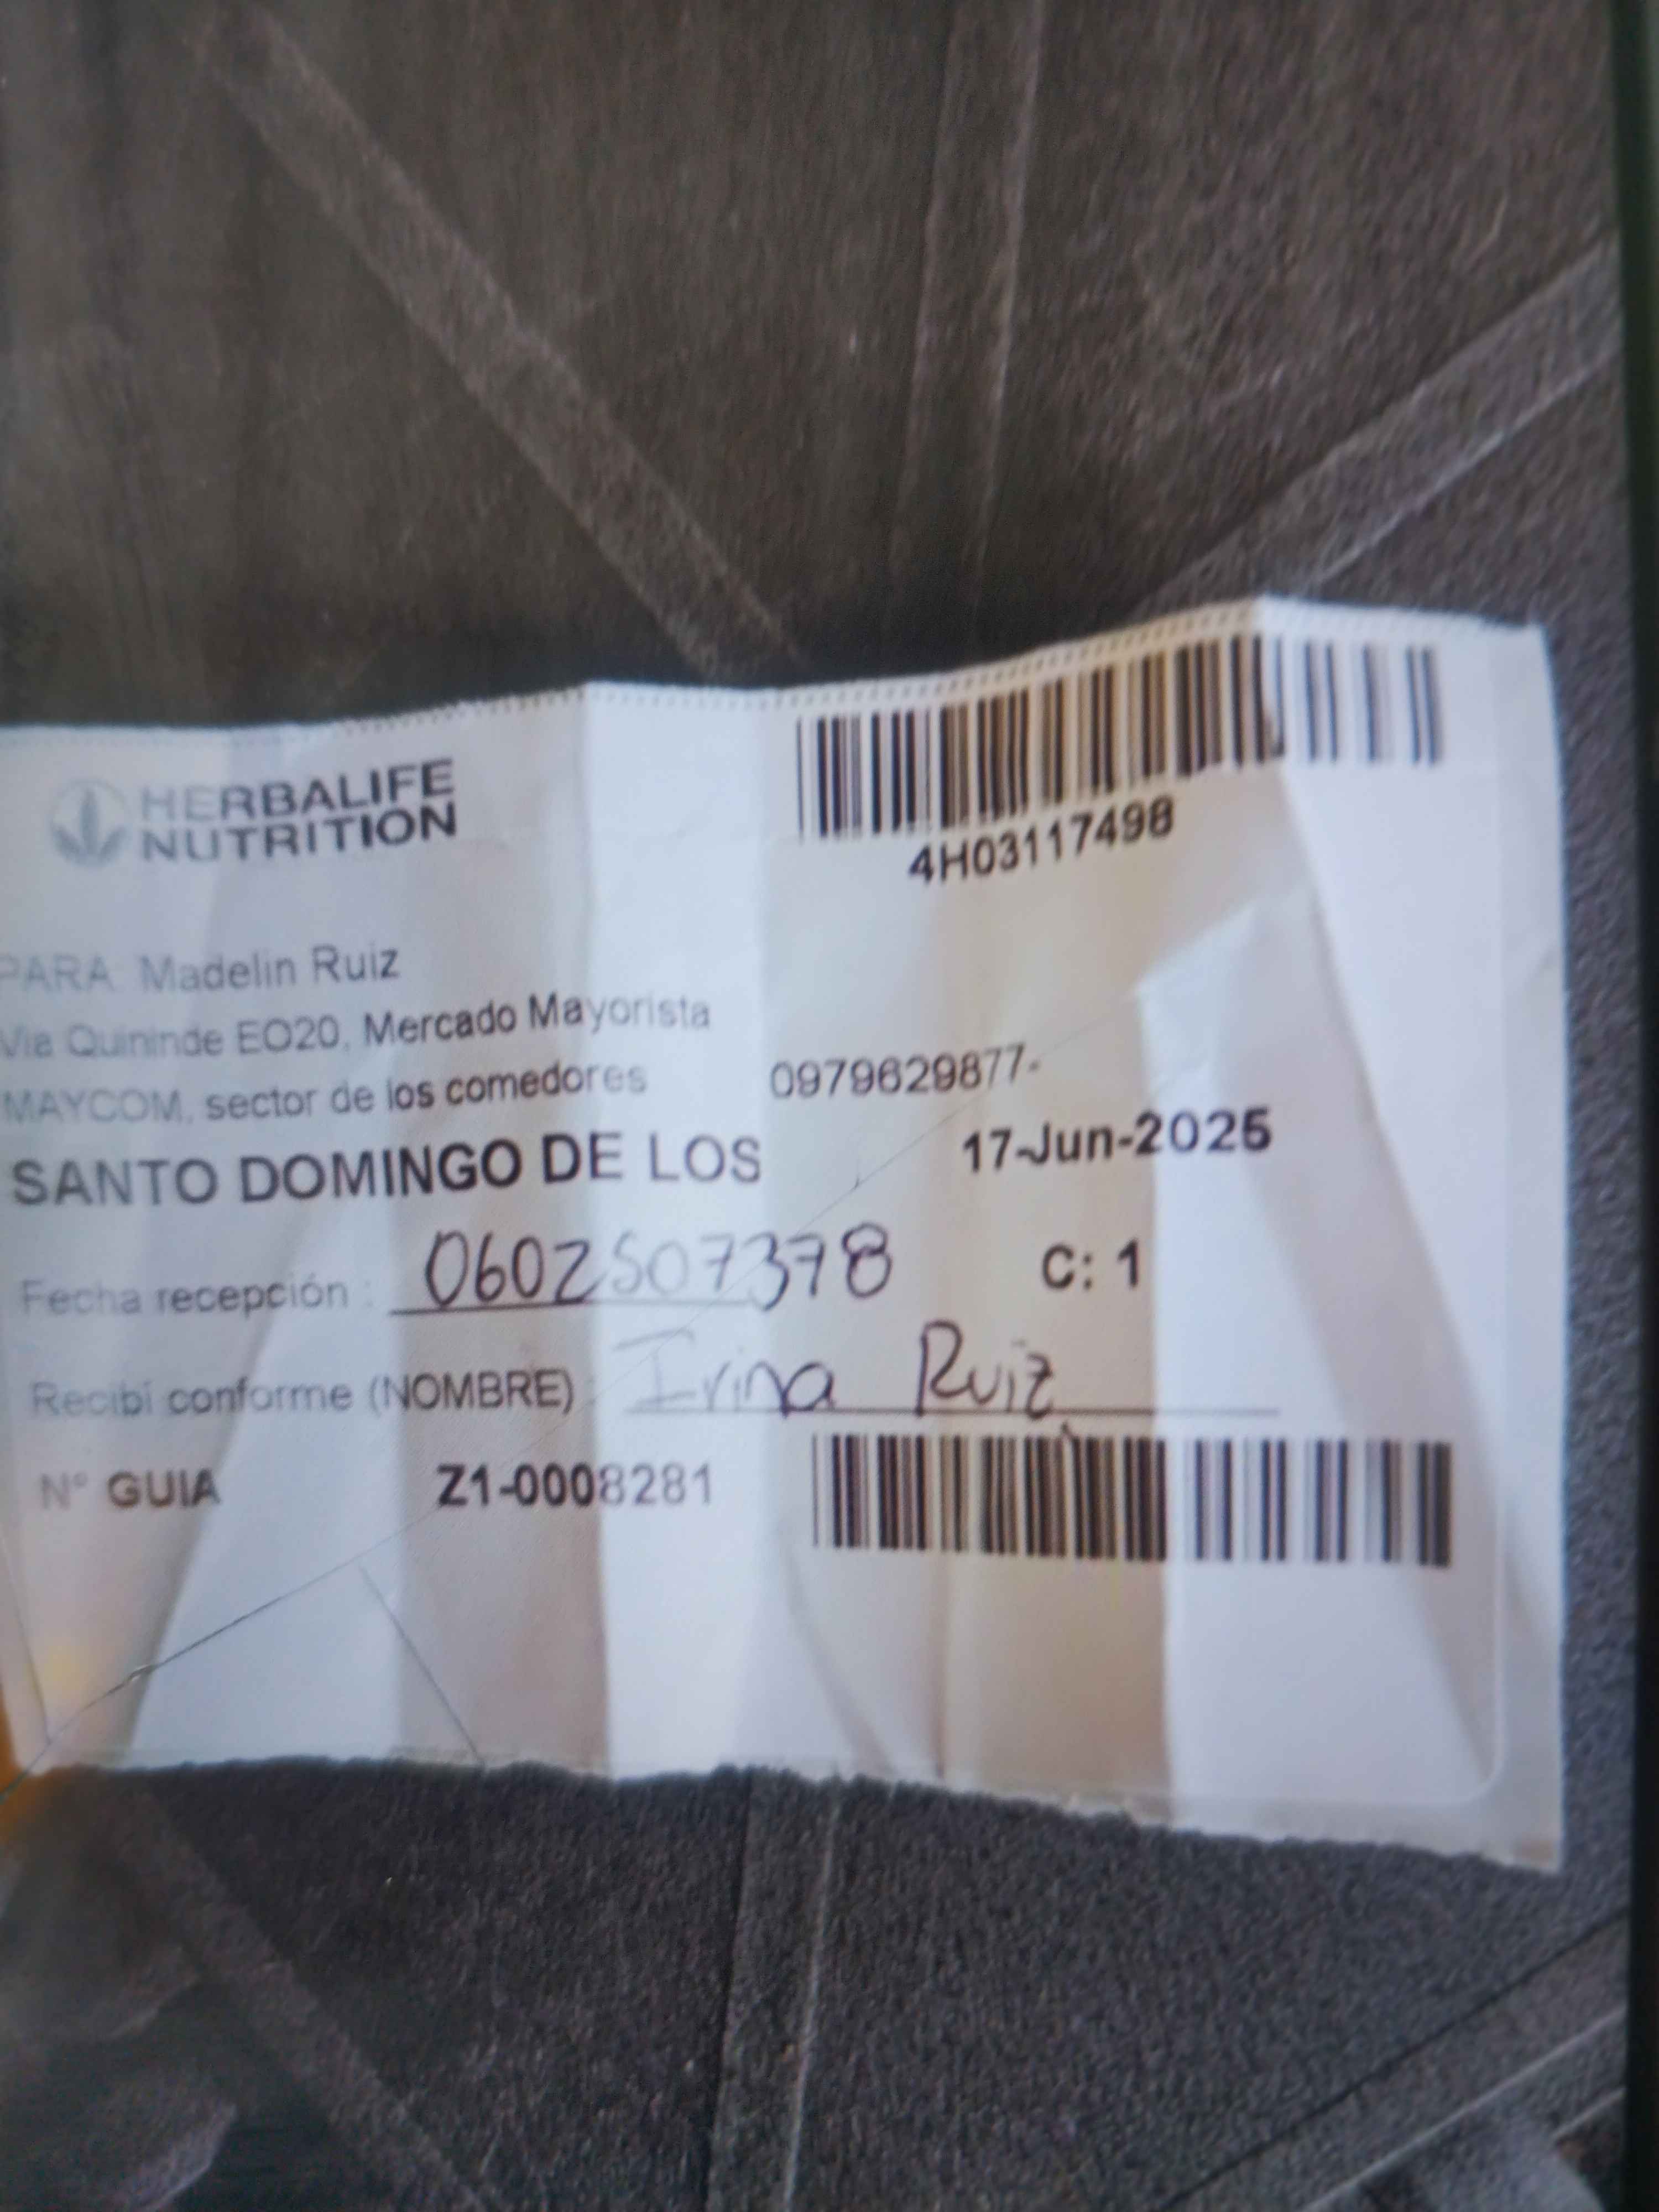 HERBALIFE
NUTRITION
4H03117498
PARA: Madelin Ruiz
Via Quininde EO20, Mercado Mayorista
MAYCOM, sector de los comedores 0979629877-
SANTO DOMINGO DE LOS 17-Jun-2025
Fecha recepción : 0602507378 C: 1
Recibí conforme (NOMBRE) : Irina Ruiz
N° GUIA Z1-0008281